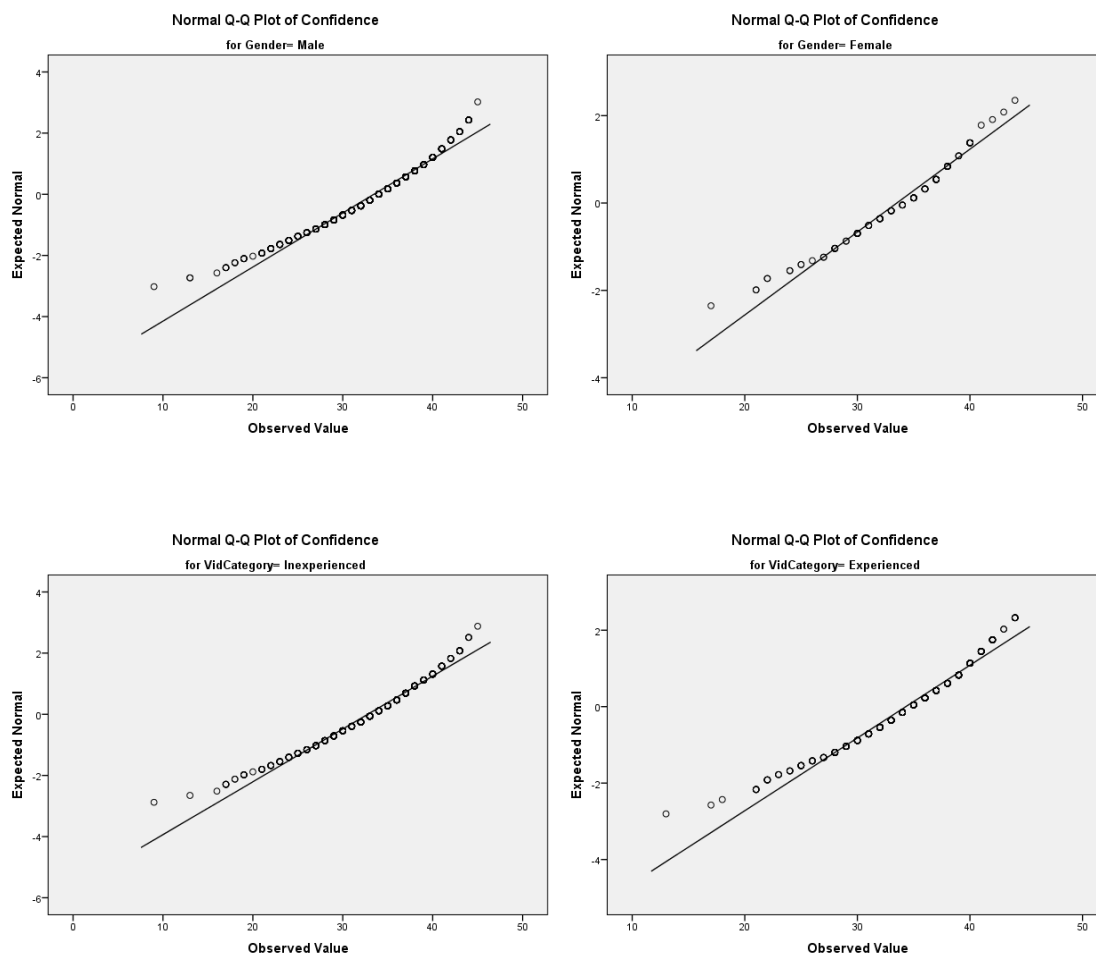 Normal Q-Q Plot of Confidence
for Gender= Male
4
2
0
-2
-4
-6
Expected Normal
0 10 20 30 40 50
Observed Value
Normal Q-Q Plot of Confidence
for Gender= Female
2
0
-2
-4
Expected Normal
10 20 30 40 50
Observed Value
Normal Q-Q Plot of Confidence
for VidCategory= Inexperienced
4
2
0
-2
-4
-6
Expected Normal
0 10 20 30 40 50
Observed Value
Normal Q-Q Plot of Confidence
for VidCategory= Experienced
2
0
-2
-4
Expected Normal
10 20 30 40 50
Observed Value